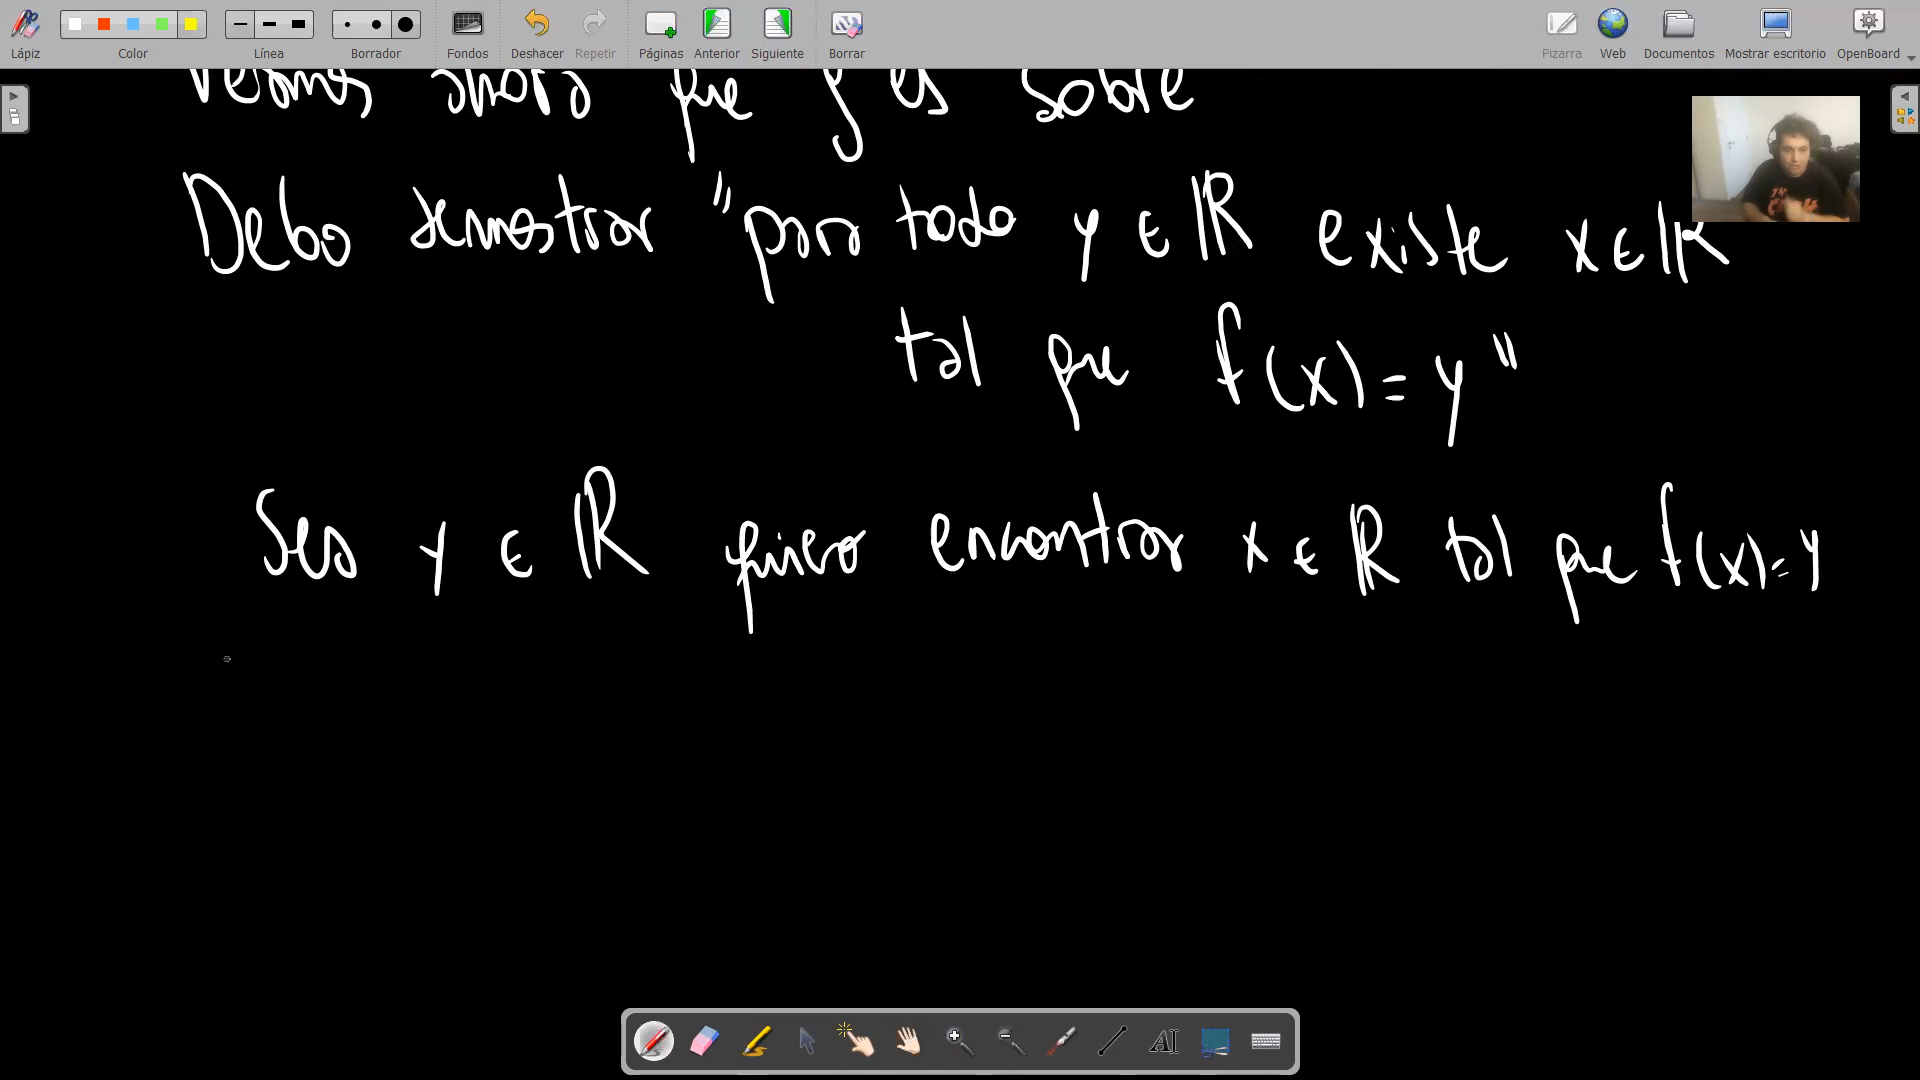 Lápiz Color Línea Borrador Fondos Deshacer Repetir Páginas Anterior Siguiente Borrar Pizarra Web Documentos Mostrar escritorio OpenBoard
Veamos ahora que f es sobre
Debo demostrar "para todo y ∈ ℝ existe x ∈ ℝ
tal que f(x) = y"
Sea y ∈ ℝ quiero encontrar x ∈ ℝ tal que f(x) = y
AI